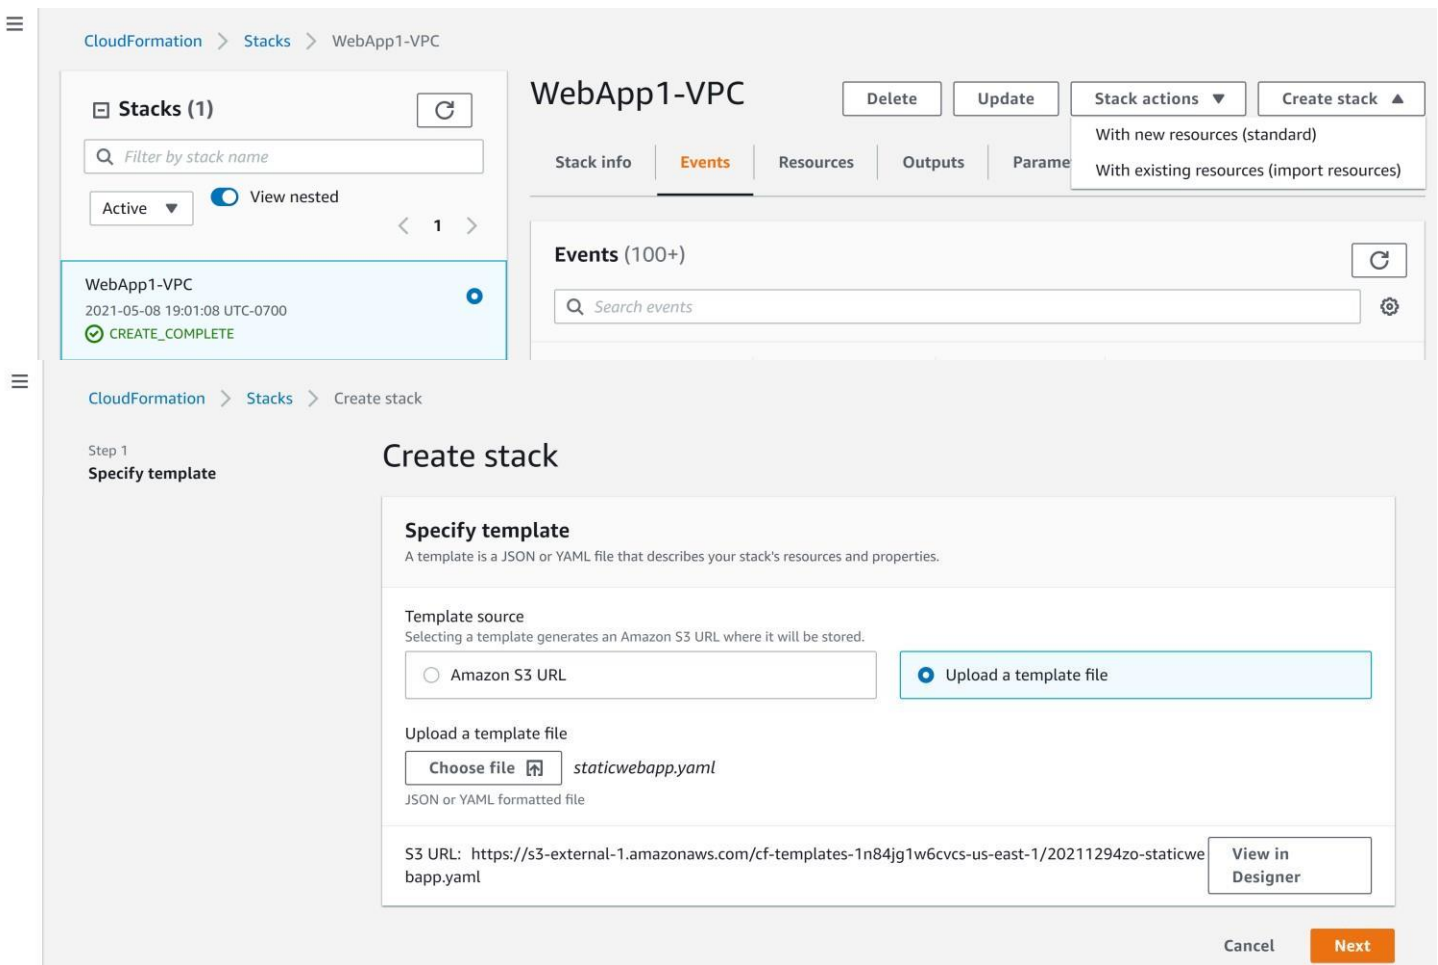 CloudFormation > Stacks > WebApp1-VPC
Stacks (1)
Filter by stack name
Active
View nested
1
WebApp1-VPC
2021-05-08 19:01:08 UTC-0700
CREATE_COMPLETE
WebApp1-VPC
Delete
Update
Stack actions
Create stack
With new resources (standard)
With existing resources (import resources)
Stack info
Events
Resources
Outputs
Parame
Events (100+)
Search events
CloudFormation > Stacks > Create stack
Step 1
Specify template
Create stack
Specify template
A template is a JSON or YAML file that describes your stack's resources and properties.
Template source
Selecting a template generates an Amazon S3 URL where it will be stored.
Amazon S3 URL
Upload a template file
Upload a template file
Choose file
staticwebapp.yaml
JSON or YAML formatted file
S3 URL: https://s3-external-1.amazonaws.com/cf-templates-1n84jg1w6cvcs-us-east-1/20211294zo-staticwe
bapp.yaml
View in
Designer
Cancel
Next